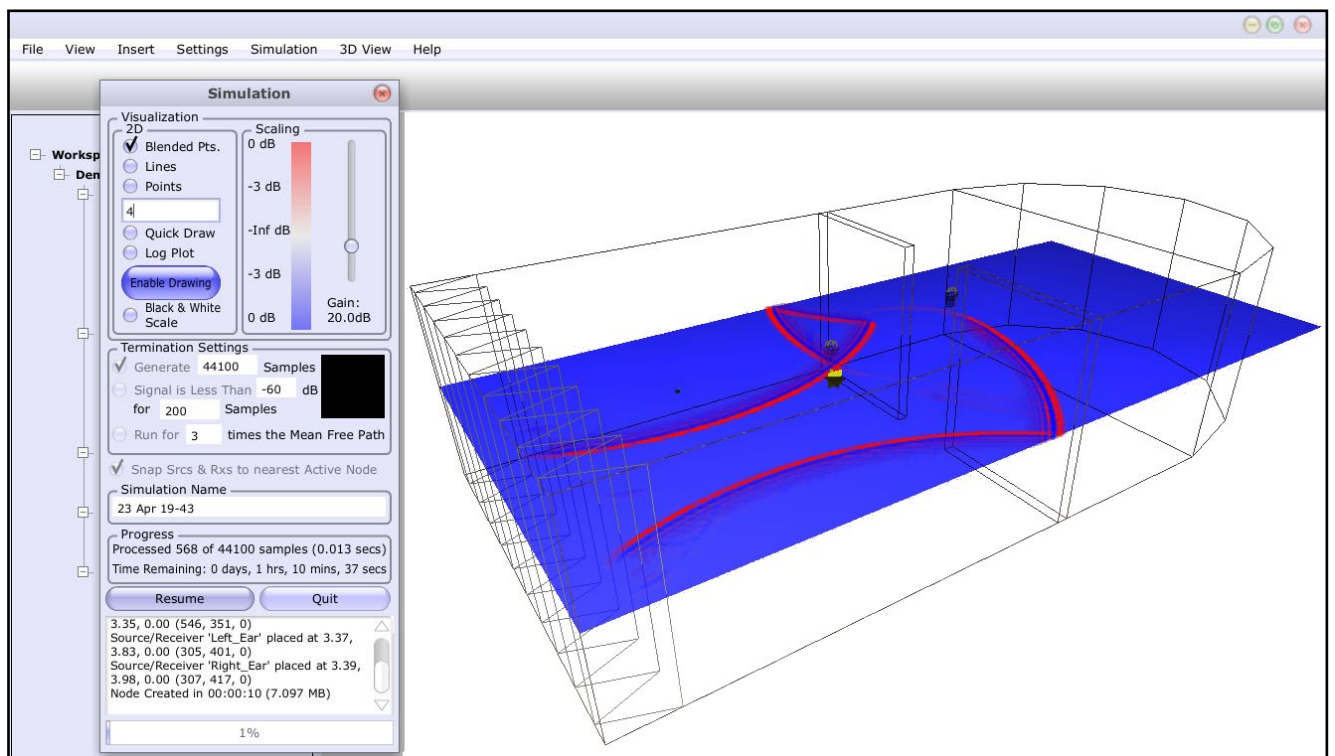 File View Insert Settings Simulation 3D View Help
Simulation
Visualization
2D
Blended Pts.
Lines
Points
4
Quick Draw
Log Plot
Enable Drawing
Black & White
Scale
Scaling
0 dB
-3 dB
-Inf dB
-3 dB
0 dB
Gain:
20.0dB
Termination Settings
Generate 44100 Samples
Signal is Less Than -60 dB
for 200 Samples
Run for 3 times the Mean Free Path
Snap Srcs & Rxs to nearest Active Node
Simulation Name
23 Apr 19-43
Progress
Processed 568 of 44100 samples (0.013 secs)
Time Remaining: 0 days, 1 hrs, 10 mins, 37 secs
Resume Quit
3.35, 0.00 (546, 351, 0)
Source/Receiver 'Left_Ear' placed at 3.37,
3.83, 0.00 (305, 401, 0)
Source/Receiver 'Right_Ear' placed at 3.39,
3.98, 0.00 (307, 417, 0)
Node Created in 00:00:10 (7.097 MB)
1%
Worksp
Den